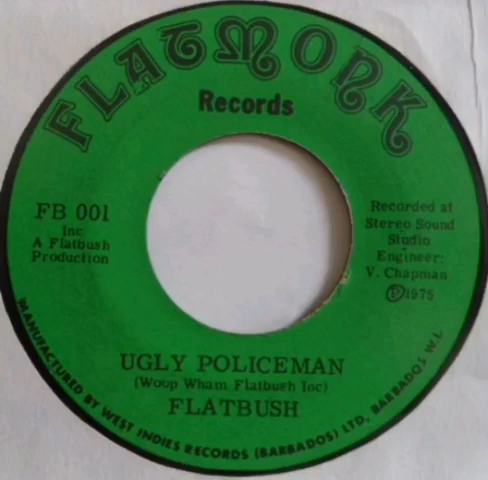 FLATMONK
Records
FB 001
Inc
A Flatbush
Production
Recorded at
Stereo Sound
Studio
Engineer:
V. Chapman
Ⓟ1975
UGLY POLICEMAN
(Woop Wham Flatbush Inc)
FLATBUSH
MANUFACTURED BY WEST INDIES RECORDS (BARBADOS) LTD, BARBADOS W.I.